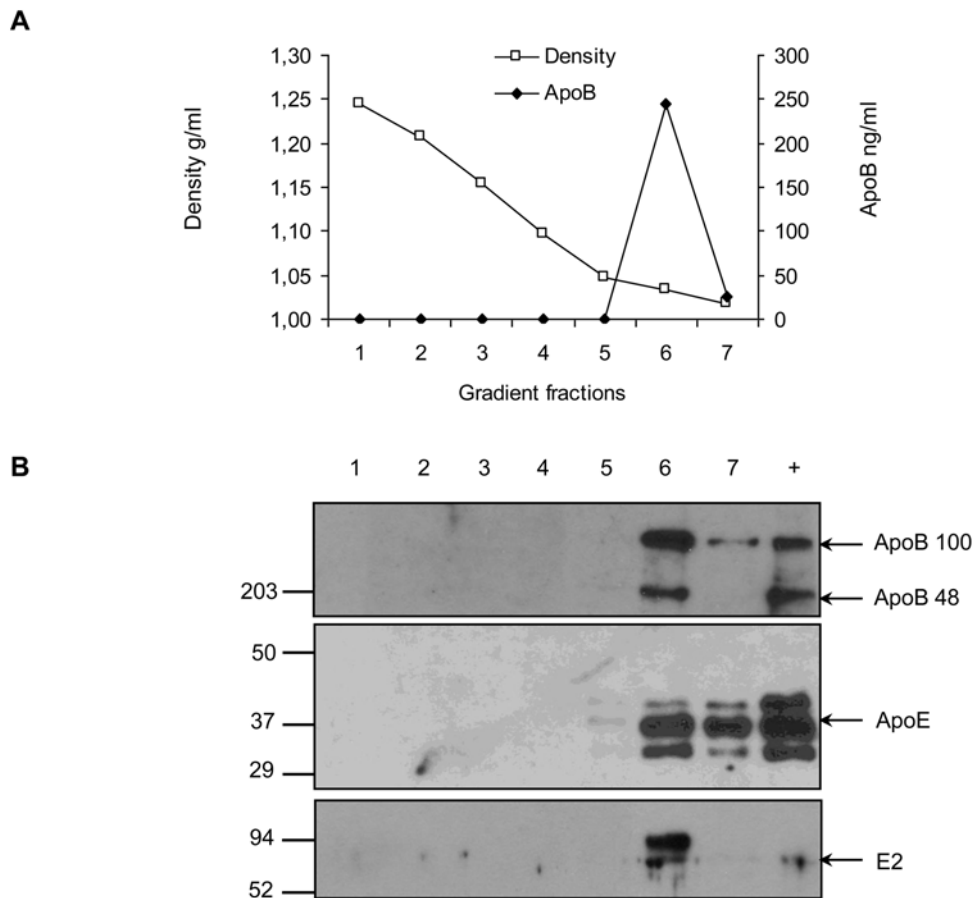 A
Density
ApoB
1,30
1,25
1,20
1,15
1,10
1,05
1,00
Density g/ml
300
250
200
150
100
50
0
ApoB ng/ml
1 2 3 4 5 6 7
Gradient fractions
B
1 2 3 4 5 6 7 +
ApoB 100
203
ApoB 48
50
37
ApoE
29
94
E2
52